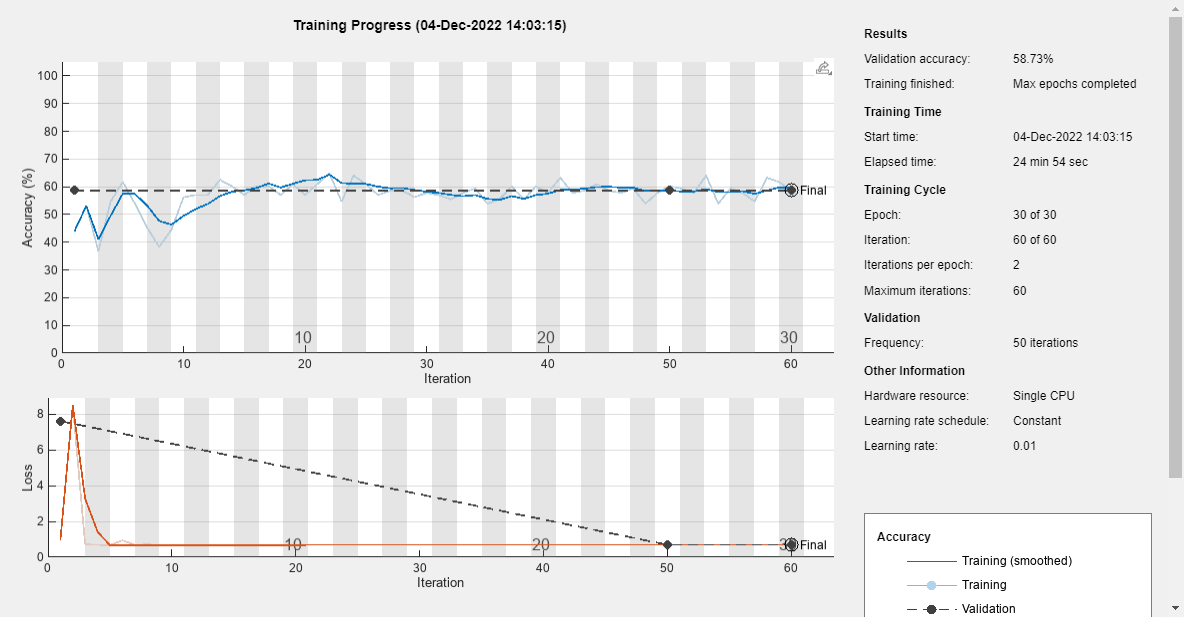 Training Progress (04-Dec-2022 14:03:15)
100
90
80
70
60
50
40
30
20
10
0
Accuracy (%)
Final
10 20 30
0 10 20 30 40 50 60
Iteration
8
6
4
2
0
Loss
Final
10 20 30
0 10 20 30 40 50 60
Iteration
Results
Validation accuracy: 58.73%
Training finished: Max epochs completed
Training Time
Start time: 04-Dec-2022 14:03:15
Elapsed time: 24 min 54 sec
Training Cycle
Epoch: 30 of 30
Iteration: 60 of 60
Iterations per epoch: 2
Maximum iterations: 60
Validation
Frequency: 50 iterations
Other Information
Hardware resource: Single CPU
Learning rate schedule: Constant
Learning rate: 0.01
Accuracy
Training (smoothed)
Training
Validation